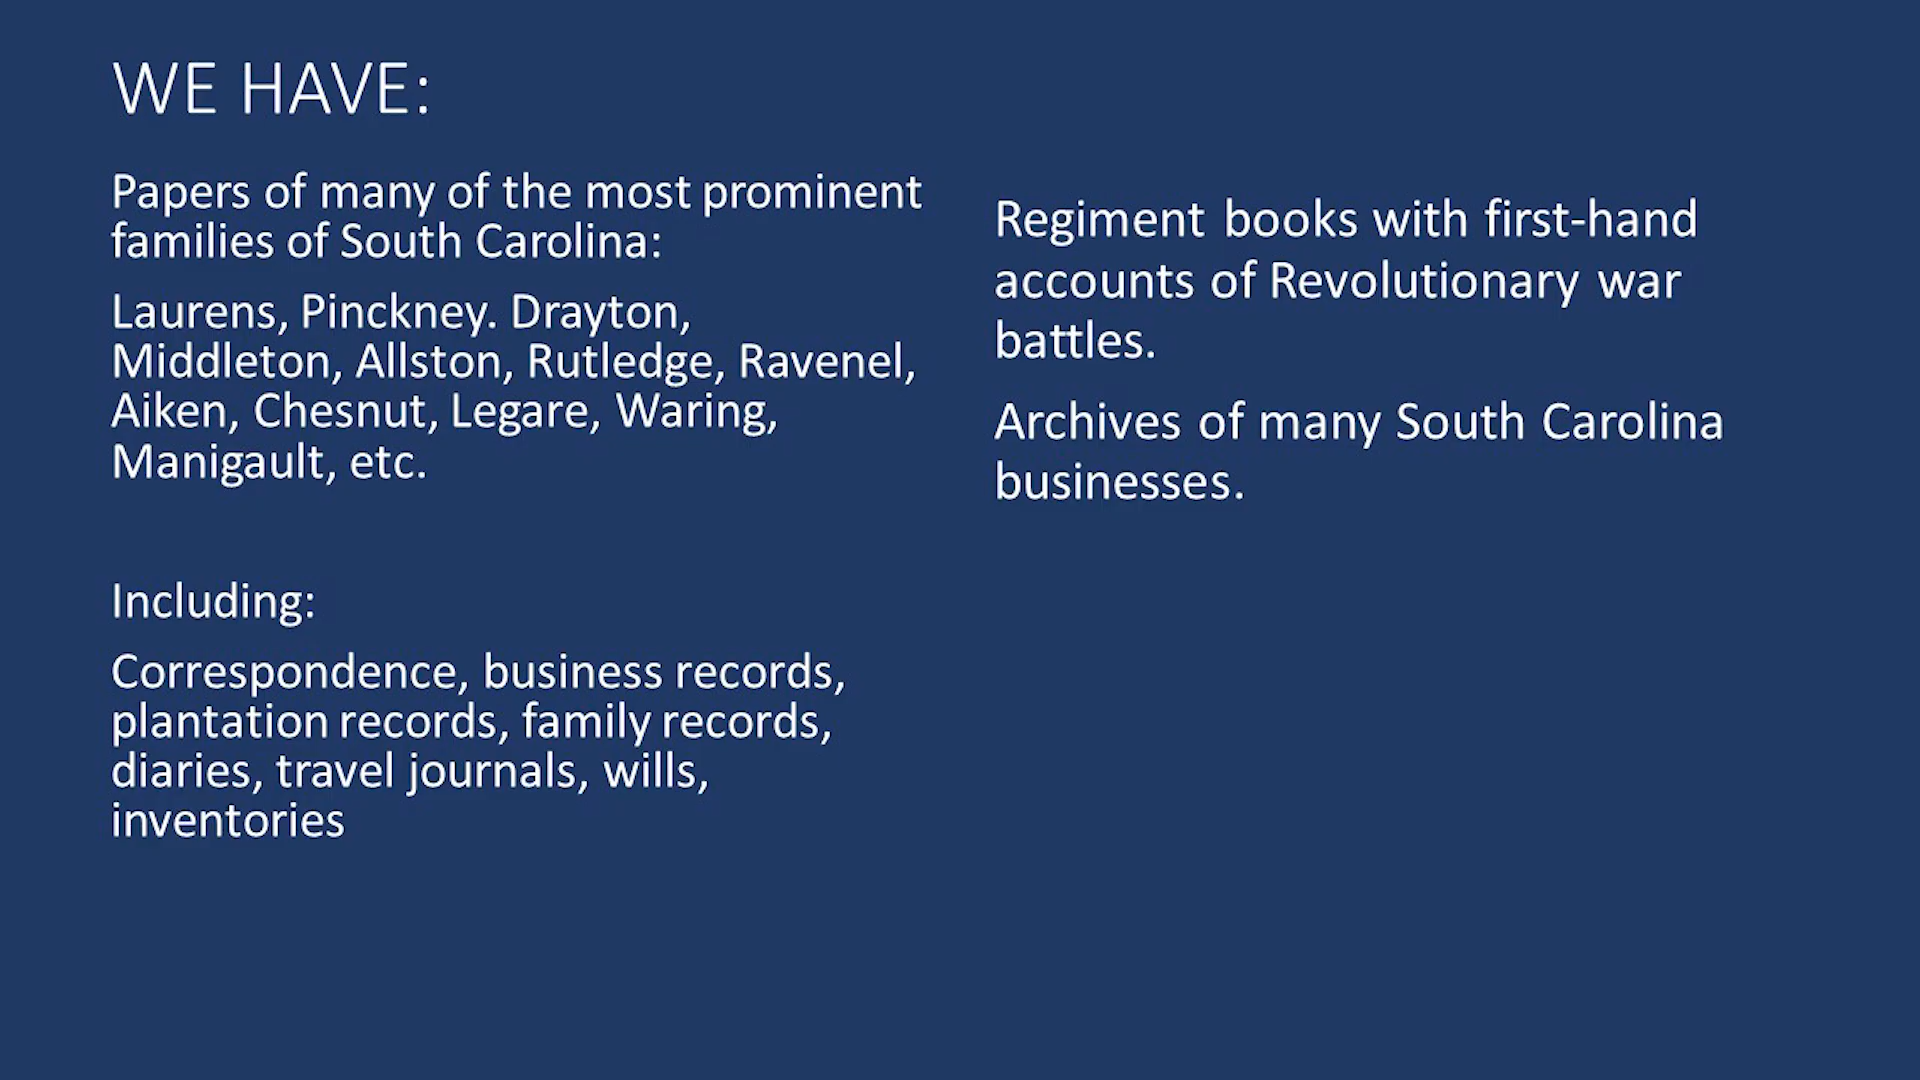 WE HAVE:
Papers of many of the most prominent
families of South Carolina:
Laurens, Pinckney. Drayton,
Middleton, Allston, Rutledge, Ravenel,
Aiken, Chesnut, Legare, Waring,
Manigault, etc.
Including:
Correspondence, business records,
plantation records, family records,
diaries, travel journals, wills,
inventories
Regiment books with first-hand
accounts of Revolutionary war
battles.
Archives of many South Carolina
businesses.